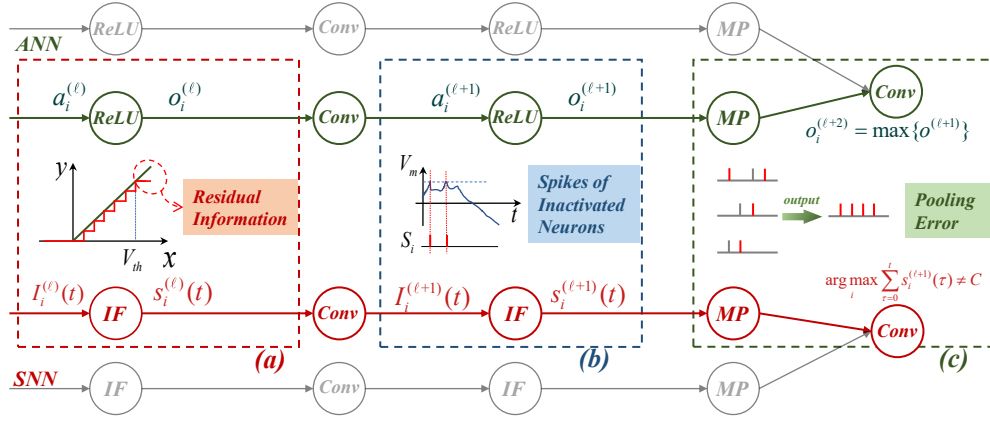 ReLU Conv ReLU MP
ANN
a_i^(ℓ) ReLU o_i^(ℓ) Conv a_i^(ℓ+1) ReLU o_i^(ℓ+1) MP Conv
o_i^(ℓ+2) = max{o^(ℓ+1)}
y
x
V_th
Residual
Information
V_m
t
S_i
Spikes of
Inactivated
Neurons
output
Pooling
Error
arg max_i ∑_{τ=0}^{t} s_i^(ℓ+1)(τ) ≠ C
I_i^(ℓ)(t) IF s_i^(ℓ)(t) Conv I_i^(ℓ+1)(t) IF s_i^(ℓ+1)(t) MP Conv
(a) (b) (c)
SNN
IF Conv IF MP